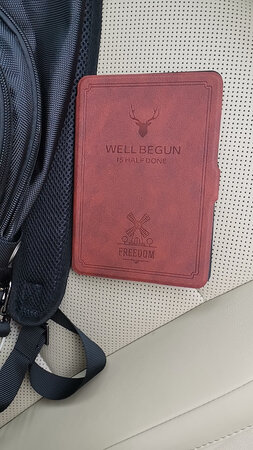 WELL BEGUN
IS HALF DONE
FREEDOM